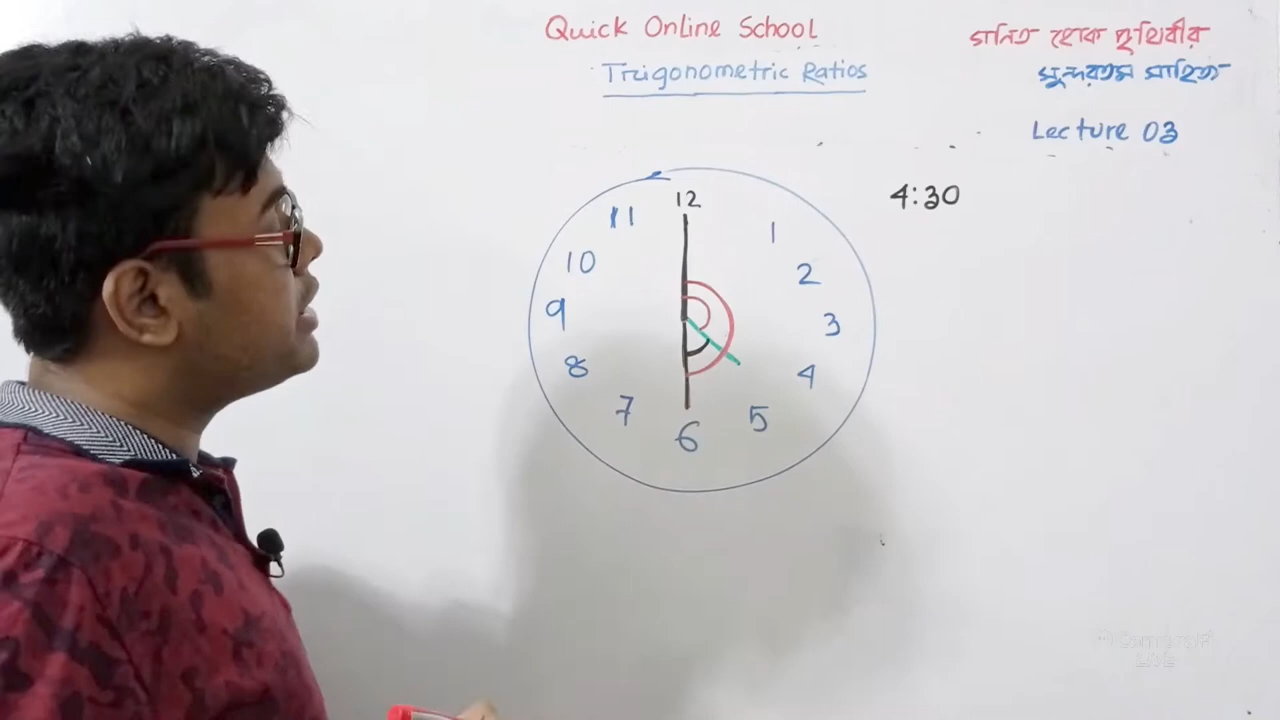 Quick Online School
Trigonometric Ratios
গনিত হোক পৃথিবীর
সুন্দরতম সাহিত্য
Lecture 03
4:30
12
11
1
10
2
9
3
8
4
7
5
6